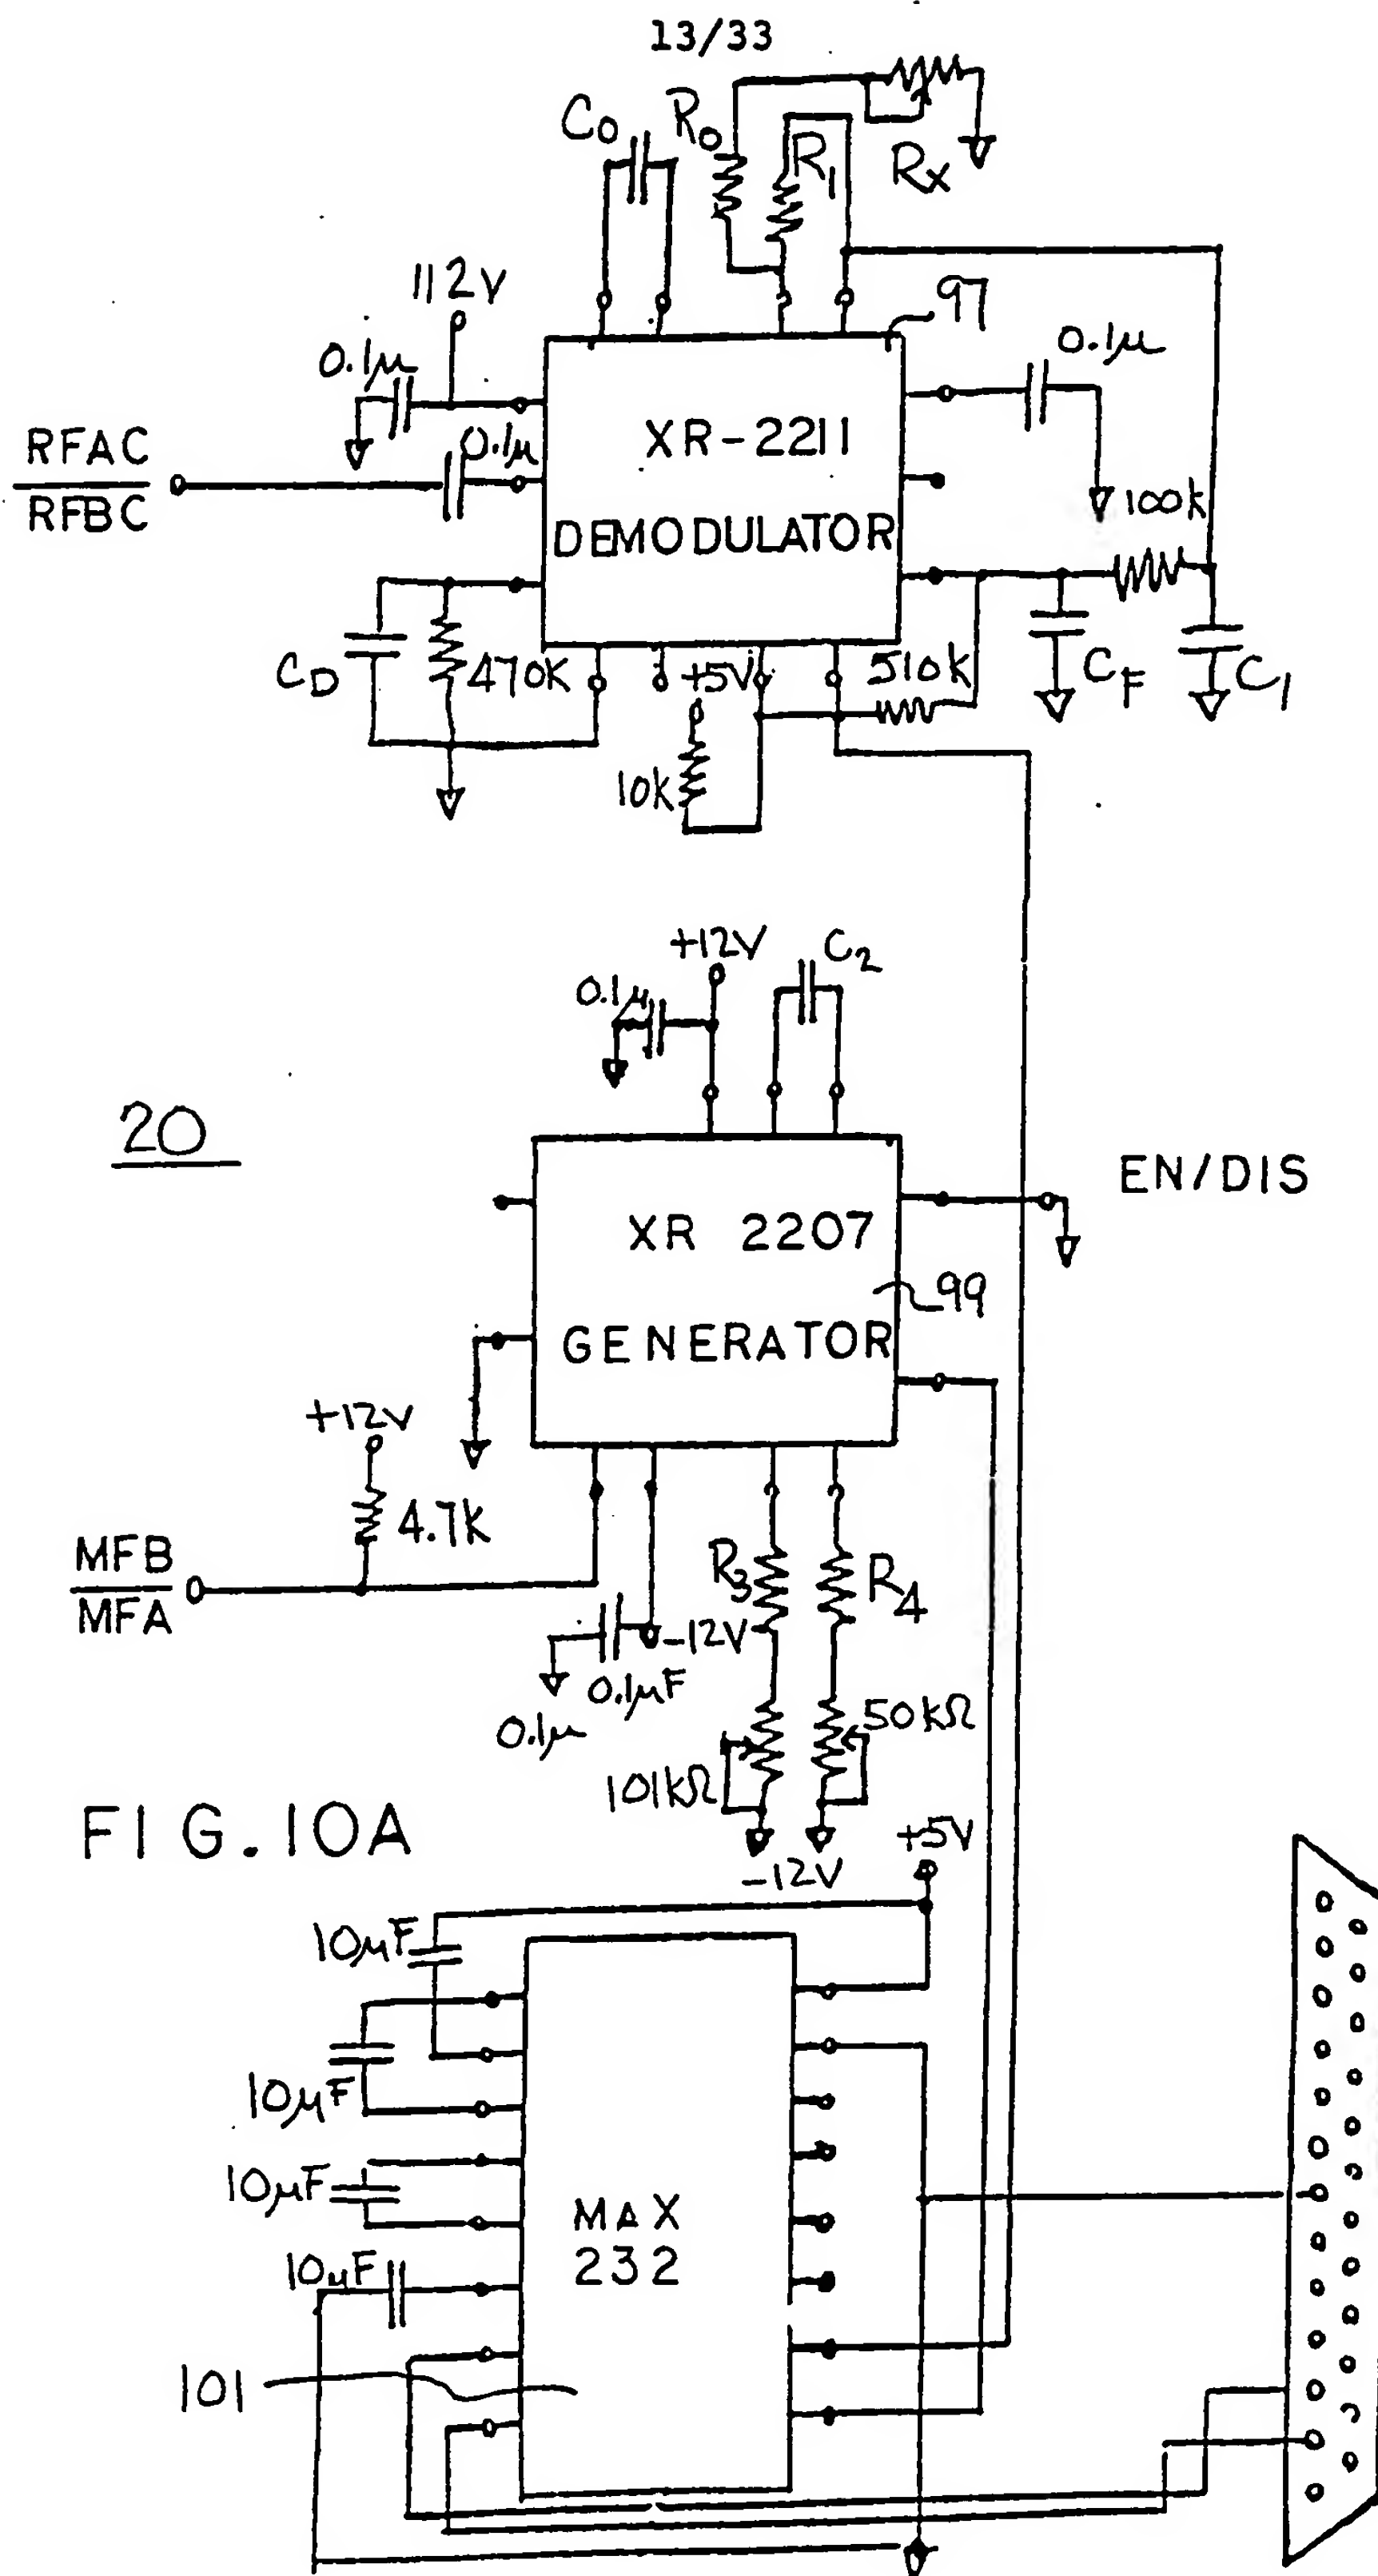 13/33
C0
R0
R1
Rx
112V
97
0.1µ
0.1µ
RFAC
RFBC
0.1µ
XR-2211
DEMODULATOR
100k
CD
470K
+5V
510k
CF
C1
10k
+12V
C2
0.1µ
20
EN/DIS
XR 2207
99
GENERATOR
+12V
4.7K
MFB
MFA
R3
R4
-12V
0.1µF
0.1µ
50kΩ
101kΩ
FIG.10A
+5V
-12V
10µF
10µF
10µF
MAX
232
10µF
101